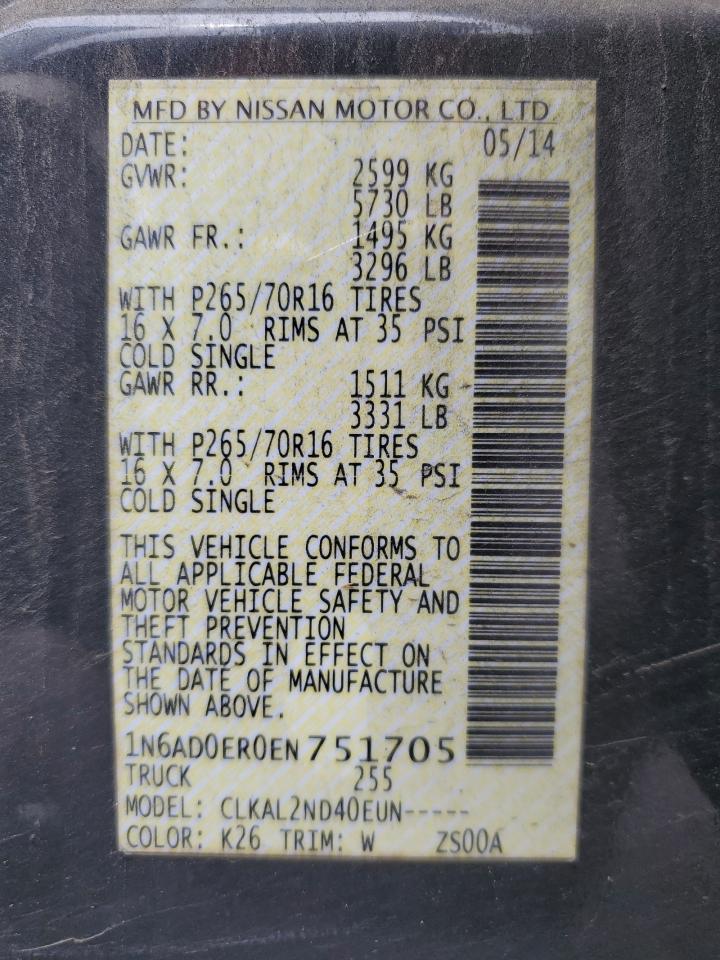 MFD BY NISSAN MOTOR CO., LTD
DATE: 05/14
GVWR: 2599 KG
5730 LB
GAWR FR.: 1495 KG
3296 LB
WITH P265/70R16 TIRES
16 X 7.0 RIMS AT 35 PSI
COLD SINGLE
GAWR RR.: 1511 KG
3331 LB
WITH P265/70R16 TIRES
16 X 7.0 RIMS AT 35 PSI
COLD SINGLE
THIS VEHICLE CONFORMS TO
ALL APPLICABLE FEDERAL
MOTOR VEHICLE SAFETY AND
THEFT PREVENTION
STANDARDS IN EFFECT ON
THE DATE OF MANUFACTURE
SHOWN ABOVE.
1N6AD0ER0EN751705
TRUCK 255
MODEL: CLKAL2ND40EUN-----
COLOR: K26 TRIM: W ZS00A